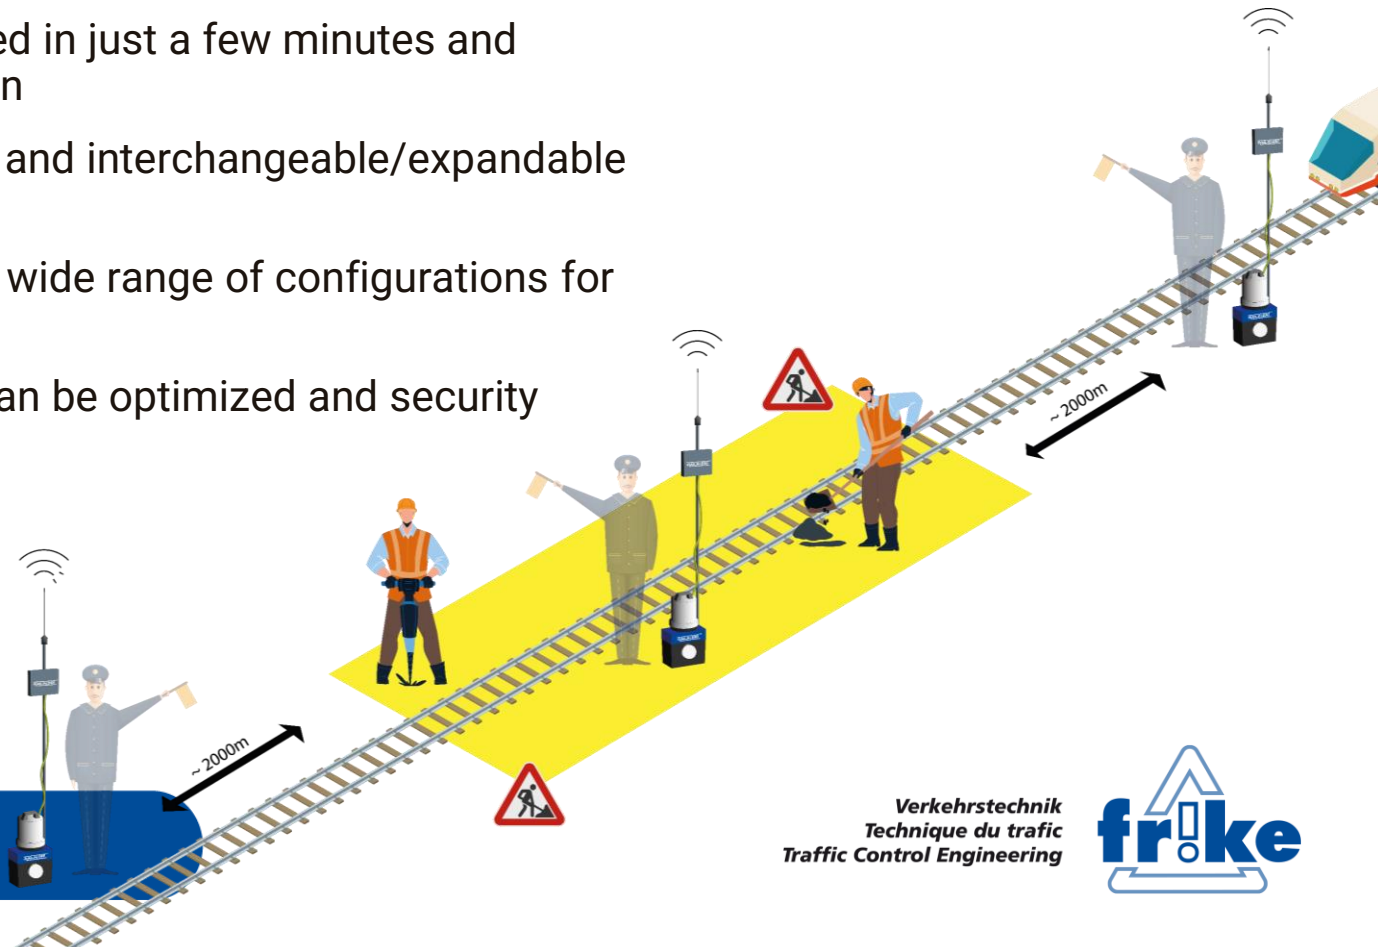 ed in just a few minutes and
n
and interchangeable/expandable
wide range of configurations for
an be optimized and security
~ 2000m
~ 2000m
Verkehrstechnik
Technique du trafic
Traffic Control Engineering
fr!ke